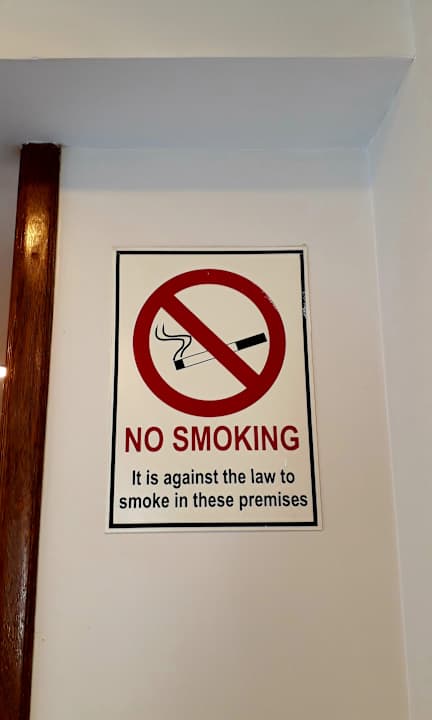 NO SMOKING
It is against the law to
smoke in these premises